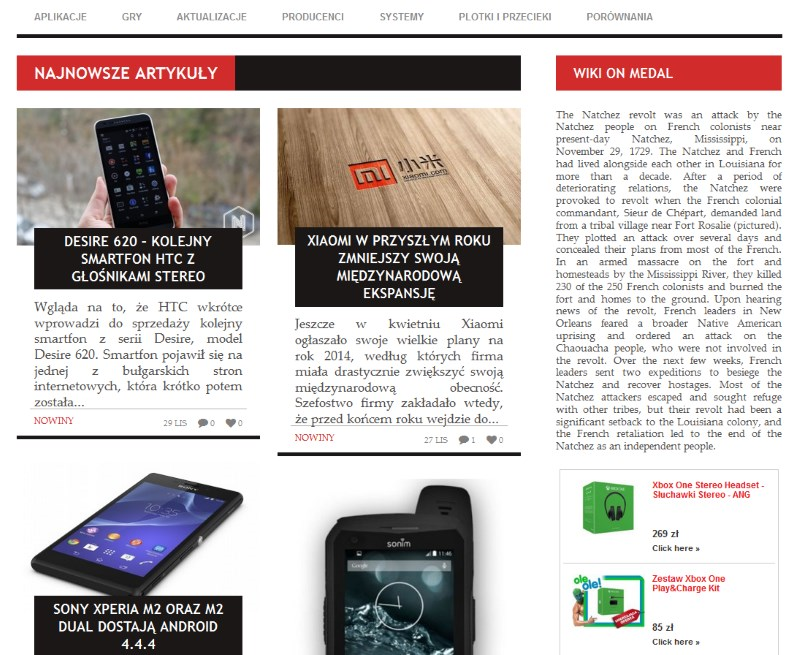 APLIKACJE GRY AKTUALIZACJE PRODUCENCI SYSTEMY PLOTKI I PRZECIEKI PORÓWNANIA
NAJNOWSZE ARTYKUŁY
DESIRE 620 - KOLEJNY
SMARTFON HTC Z
GŁOŚNIKAMI STEREO
Wgląda na to, że HTC wkrótce
wprowadzi do sprzedaży kolejny
smartfon z serii Desire, model
Desire 620. Smartfon pojawił się na
jednej z bułgarskich stron
internetowych, która krótko potem
została...
NOWINY 29 LIS 0 0
mi xiaomi.com
XIAOMI W PRZYSZŁYM ROKU
ZMNIEJSZY SWOJĄ
MIĘDZYNARODOWĄ
EKSPANSJĘ
Jeszcze w kwietniu Xiaomi
ogłaszało swoje wielkie plany na
rok 2014, według których firma
miała drastycznie zwiększyć swoją
międzynarodową obecność.
Szefostwo firmy zakładało wtedy,
że przed końcem roku wejdzie do...
NOWINY 27 LIS 1 0
SONY XPERIA M2 ORAZ M2
DUAL DOSTAJĄ ANDROID
4.4.4
sonim
11:46
Google
WIKI ON MEDAL
The Natchez revolt was an attack by the
Natchez people on French colonists near
present-day Natchez, Mississippi, on
November 29, 1729. The Natchez and French
had lived alongside each other in Louisiana for
more than a decade. After a period of
deteriorating relations, the Natchez were
provoked to revolt when the French colonial
commandant, Sieur de Chépart, demanded land
from a tribal village near Fort Rosalie (pictured).
They plotted an attack over several days and
concealed their plans from most of the French.
In an armed massacre on the fort and
homesteads by the Mississippi River, they killed
230 of the 250 French colonists and burned the
fort and homes to the ground. Upon hearing
news of the revolt, French leaders in New
Orleans feared a broader Native American
uprising and ordered an attack on the
Chaouacha people, who were not involved in
the revolt. Over the next few weeks, French
leaders sent two expeditions to besiege the
Natchez and recover hostages. Most of the
Natchez attackers escaped and sought refuge
with other tribes, but their revolt had been a
significant setback to the Louisiana colony, and
the French retaliation led to the end of the
Natchez as an independent people.
Xbox One Stereo Headset -
Słuchawki Stereo - ANG
269 zł
Click here »
ole
ole!
Zestaw Xbox One
Play&Charge Kit
85 zł
Click here »